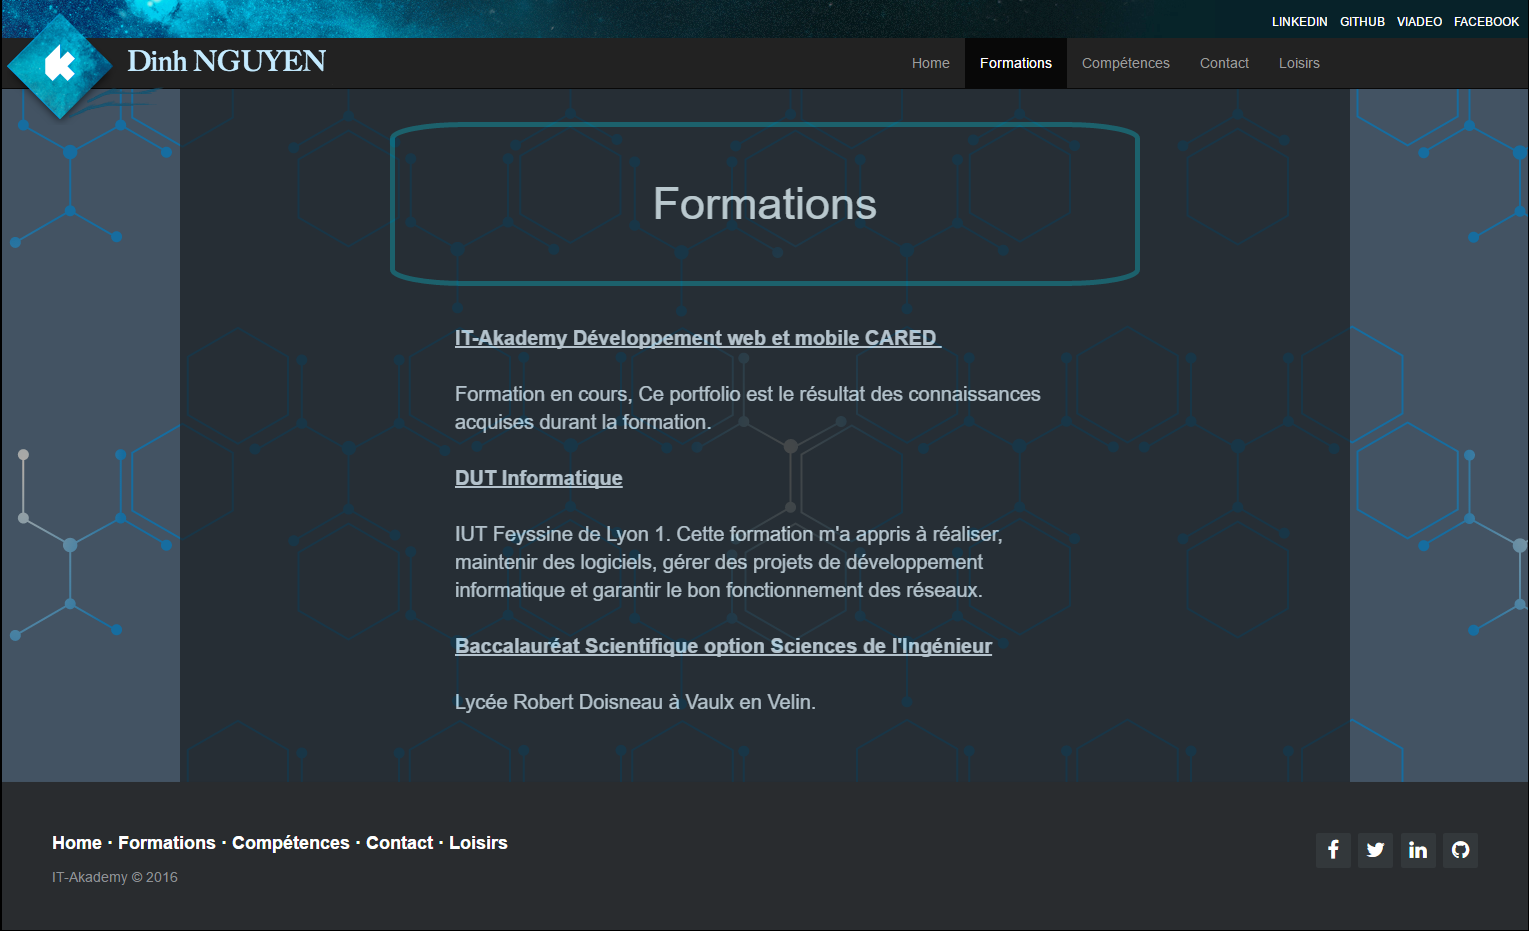 LINKEDIN GITHUB VIADEO FACEBOOK
Dinh NGUYEN
Home Formations Compétences Contact Loisirs
Formations
IT-Akademy Développement web et mobile CARED
Formation en cours, Ce portfolio est le résultat des connaissances
acquises durant la formation.
DUT Informatique
IUT Feyssine de Lyon 1. Cette formation m'a appris à réaliser,
maintenir des logiciels, gérer des projets de développement
informatique et garantir le bon fonctionnement des réseaux.
Baccalauréat Scientifique option Sciences de l'Ingénieur
Lycée Robert Doisneau à Vaulx en Velin.
Home · Formations · Compétences · Contact · Loisirs
IT-Akademy © 2016